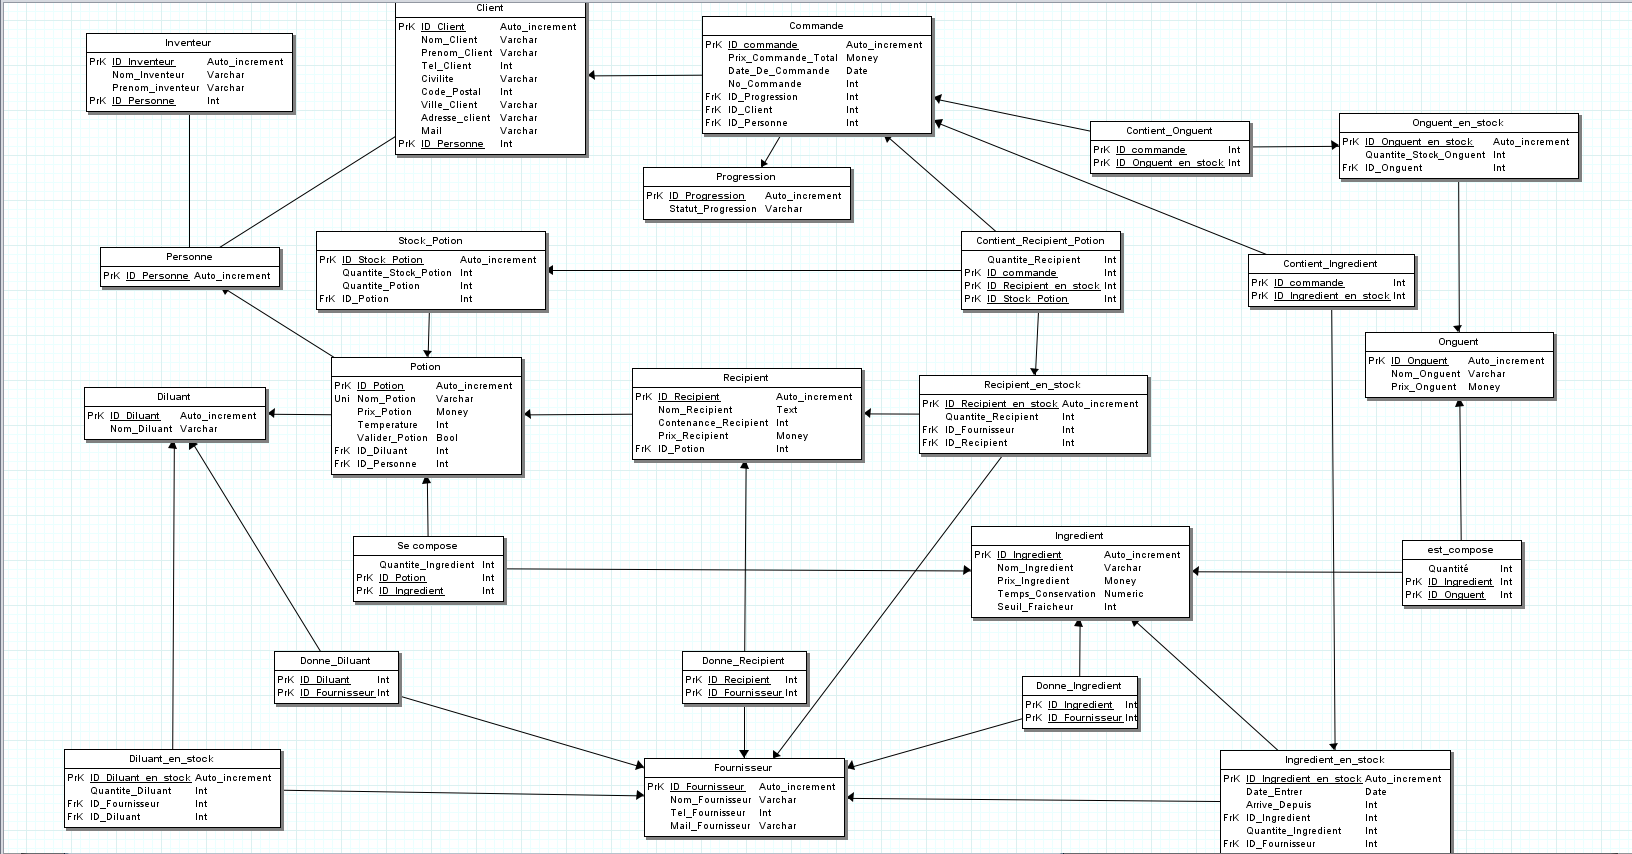 Client
PrK ID_Client Auto_increment
Nom_Client Varchar
Prenom_Client Varchar
Tel_Client Int
Civilite Varchar
Code_Postal Int
Ville_Client Varchar
Adresse_client Varchar
Mail Varchar
PrK ID_Personne Int
Commande
PrK ID_commande Auto_increment
Prix_Commande_Total Money
Date_De_Commande Date
No_Commande Int
FrK ID_Progression Int
FrK ID_Client Int
FrK ID_Personne Int
Inventeur
PrK ID_Inventeur Auto_increment
Nom_Inventeur Varchar
Prenom_inventeur Varchar
PrK ID_Personne Int
Contient_Onguent
PrK ID_commande Int
PrK ID_Onguent_en_stock Int
Onguent_en_stock
PrK ID_Onguent_en_stock Auto_increment
Quantite_Stock_Onguent Int
FrK ID_Onguent Int
Progression
PrK ID_Progression Auto_increment
Statut_Progression Varchar
Personne
PrK ID_Personne Auto_increment
Stock_Potion
PrK ID_Stock_Potion Auto_increment
Quantite_Stock_Potion Int
Quantite_Potion Int
FrK ID_Potion Int
Contient_Recipient_Potion
Quantite_Recipient Int
PrK ID_commande Int
PrK ID_Recipient_en_stock Int
PrK ID_Stock_Potion Int
Contient_Ingredient
PrK ID_commande Int
PrK ID_Ingredient_en_stock Int
Onguent
PrK ID_Onguent Auto_increment
Nom_Onguent Varchar
Prix_Onguent Money
Potion
PrK ID_Potion Auto_increment
Uni Nom_Potion Varchar
Prix_Potion Money
Temperature Int
Valider_Potion Bool
FrK ID_Diluant Int
FrK ID_Personne Int
Diluant
PrK ID_Diluant Auto_increment
Nom_Diluant Varchar
Recipient
PrK ID_Recipient Auto_increment
Nom_Recipient Text
Contenance_Recipient Int
Prix_Recipient Money
FrK ID_Potion Int
Recipient_en_stock
PrK ID_Recipient_en_stock Auto_increment
Quantite_Recipient Int
FrK ID_Fournisseur Int
FrK ID_Recipient Int
Se compose
Quantite_Ingredient Int
PrK ID_Potion Int
PrK ID_Ingredient Int
Ingredient
PrK ID_Ingredient Auto_increment
Nom_Ingredient Varchar
Prix_Ingredient Money
Temps_Conservation Numeric
Seuil_Fraicheur Int
est_compose
Quantité Int
PrK ID_Ingredient Int
PrK ID_Onguent Int
Donne_Diluant
PrK ID_Diluant Int
PrK ID_Fournisseur Int
Donne_Recipient
PrK ID_Recipient Int
PrK ID_Fournisseur Int
Donne_Ingredient
PrK ID_Ingredient Int
PrK ID_Fournisseur Int
Diluant_en_stock
PrK ID_Diluant_en_stock Auto_increment
Quantite_Diluant Int
FrK ID_Fournisseur Int
FrK ID_Diluant Int
Fournisseur
PrK ID_Fournisseur Auto_increment
Nom_Fournisseur Varchar
Tel_Fournisseur Int
Mail_Fournisseur Varchar
Ingredient_en_stock
PrK ID_Ingredient_en_stock Auto_increment
Date_Entrer Date
Arrive_Depuis Int
FrK ID_Ingredient Int
Quantite_Ingredient Int
FrK ID_Fournisseur Int